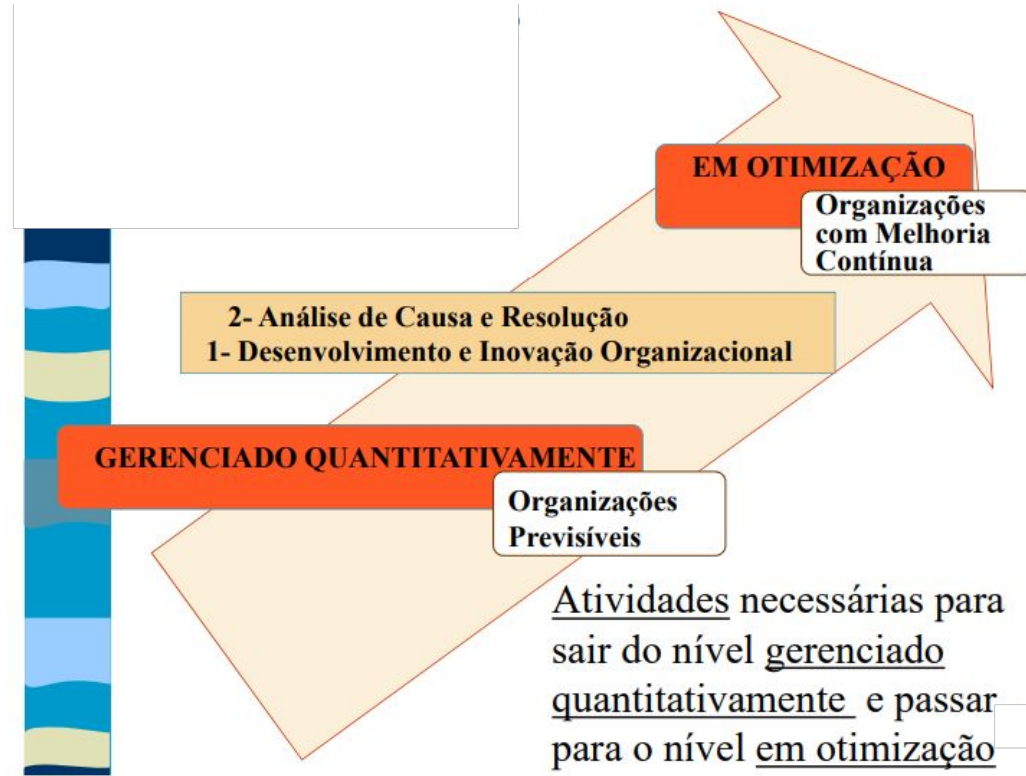 EM OTIMIZAÇÃO
Organizações
com Melhoria
Contínua
2- Análise de Causa e Resolução
1- Desenvolvimento e Inovação Organizacional
GERENCIADO QUANTITATIVAMENTE
Organizações
Previsíveis
Atividades necessárias para
sair do nível gerenciado
quantitativamente e passar
para o nível em otimização